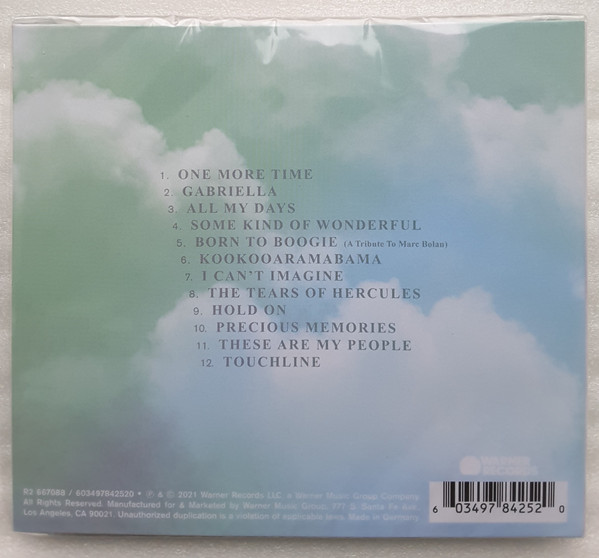 1. ONE MORE TIME
2. GABRIELLA
3. ALL MY DAYS
4. SOME KIND OF WONDERFUL
5. BORN TO BOOGIE (A Tribute To Marc Bolan)
6. KOOKOOARAMABAMA
7. I CAN'T IMAGINE
8. THE TEARS OF HERCULES
9. HOLD ON
10. PRECIOUS MEMORIES
11. THESE ARE MY PEOPLE
12. TOUCHLINE
WARNER
RECORDS
R2 667088 / 603497842520 • ℗ & © 2021 Warner Records LLC, a Warner Music Group Company.
All Rights Reserved. Manufactured for & Marketed by Warner Music Group, 777 S. Santa Fe Ave,
Los Angeles, CA 90021. Unauthorized duplication is a violation of applicable laws. Made in Germany.
6 03497 84252 0